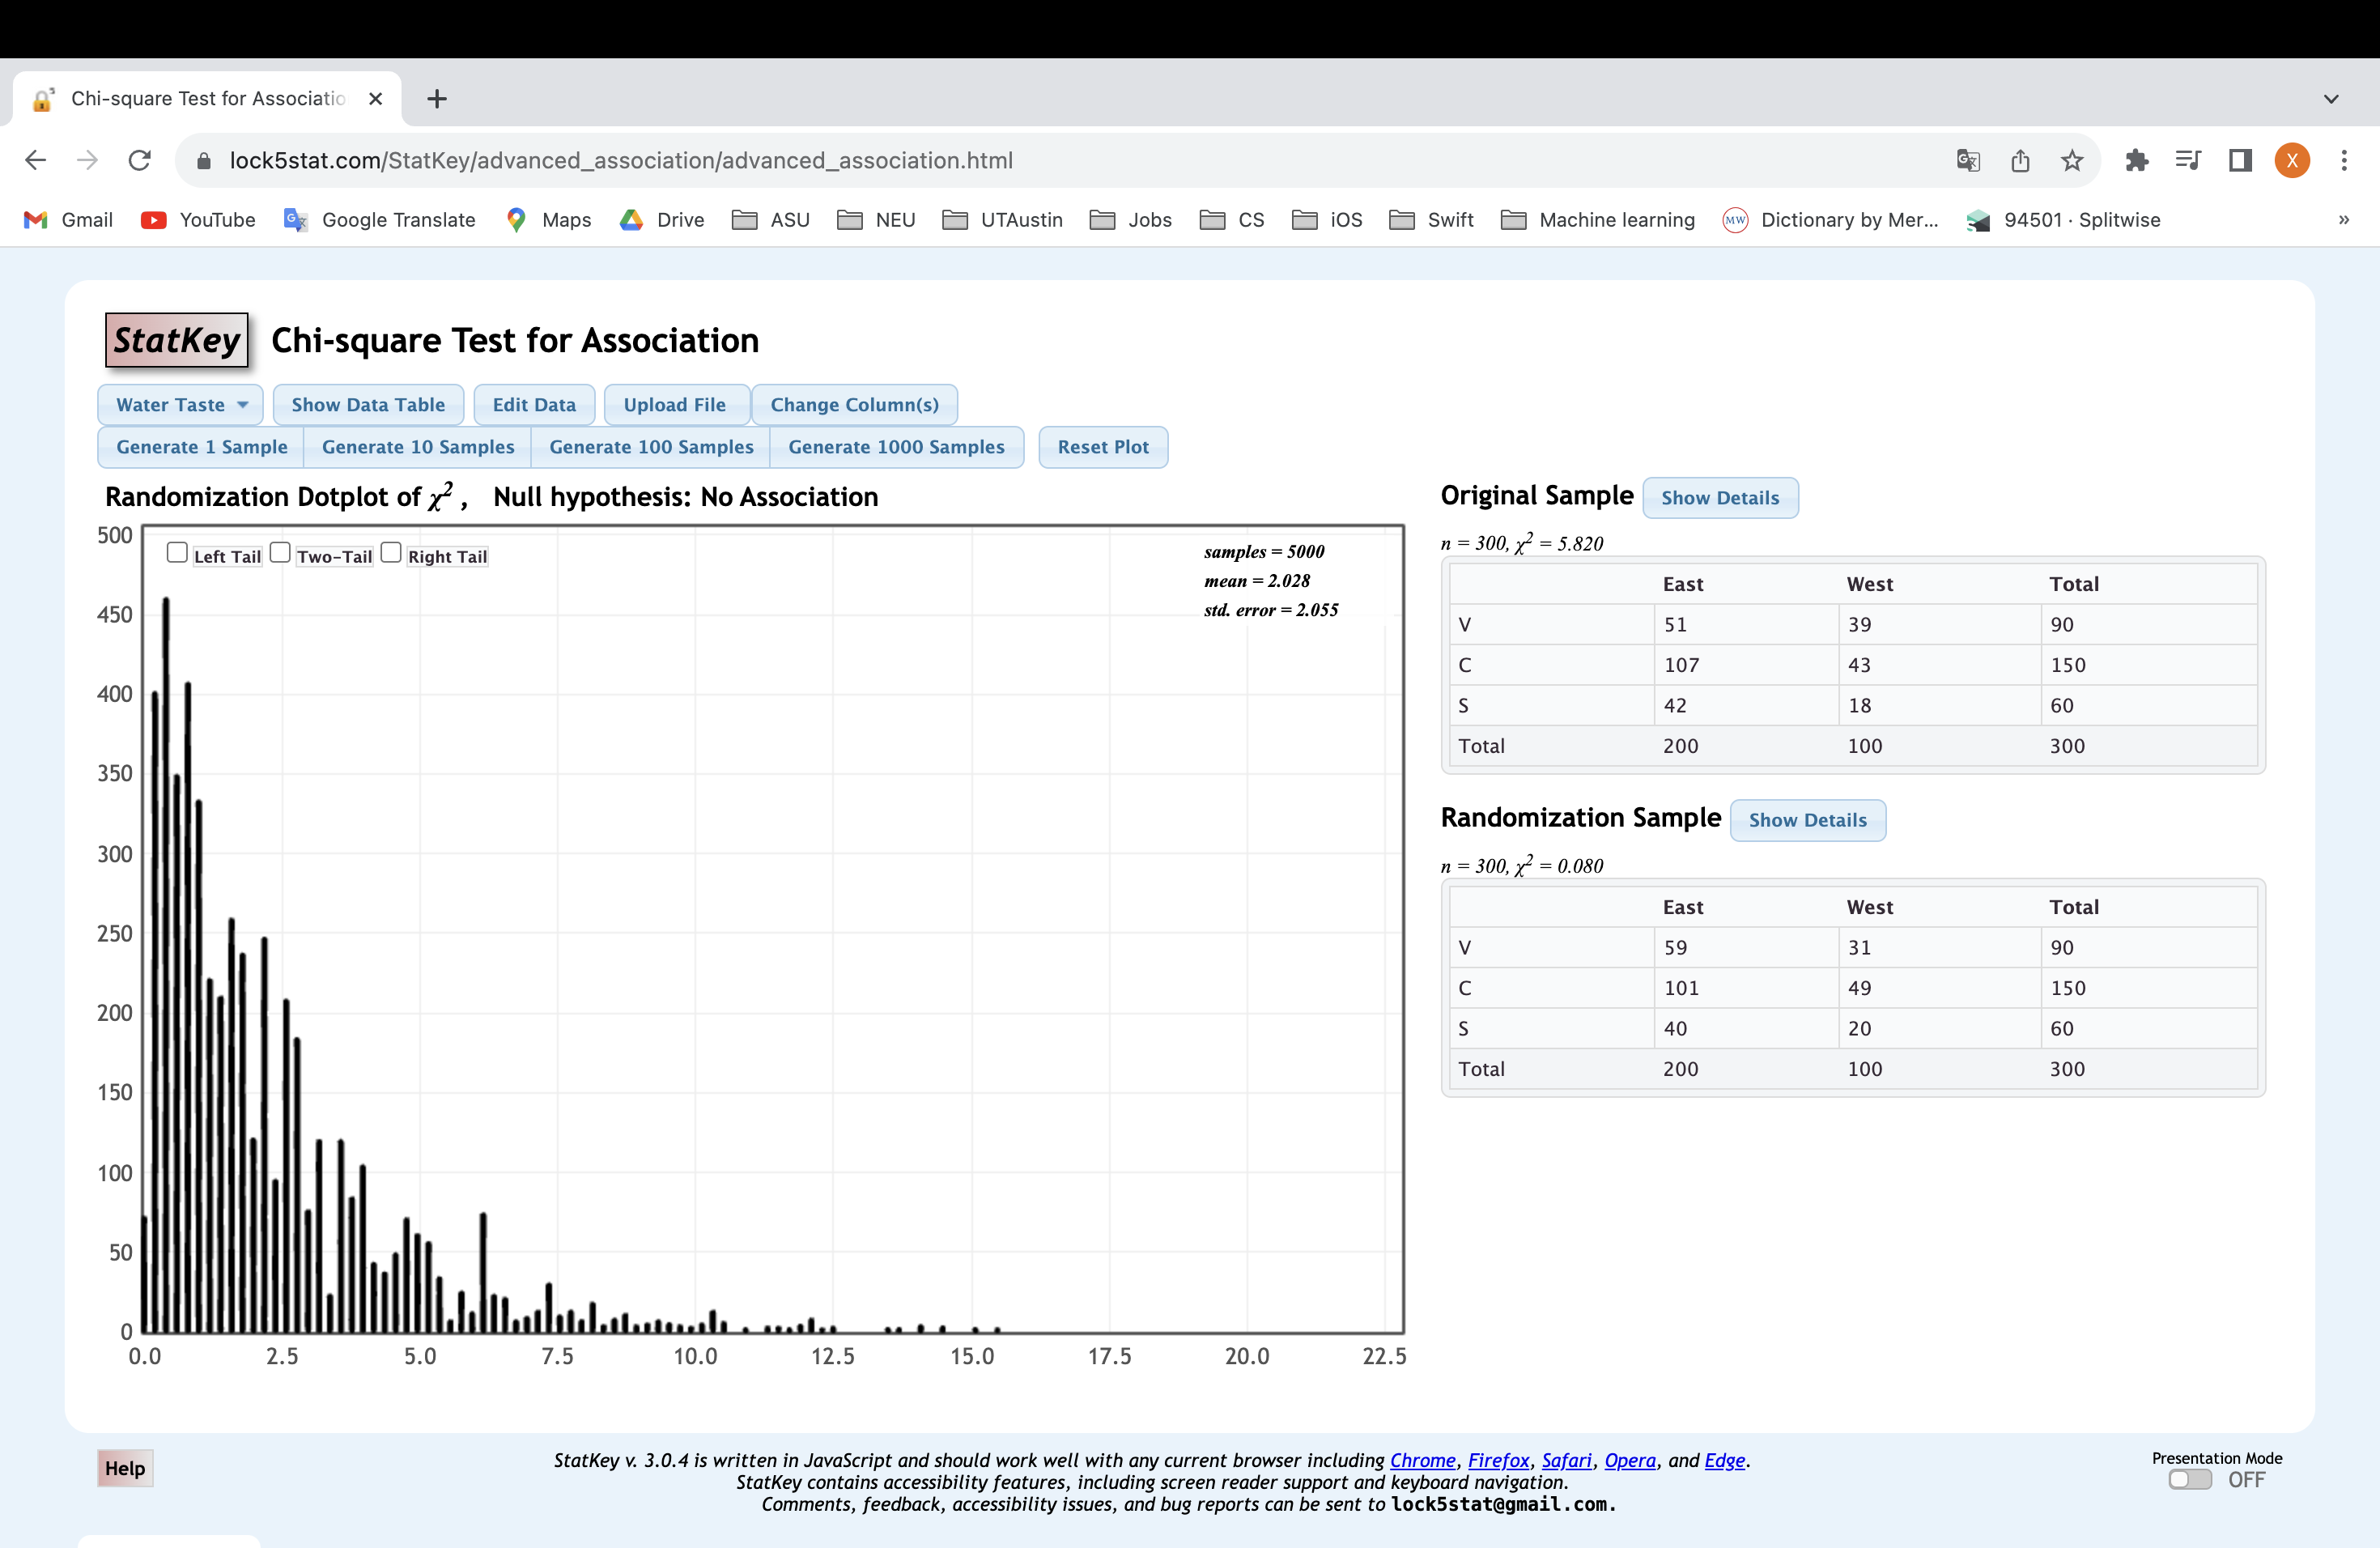 Chi-square Test for Associatio
lock5stat.com/StatKey/advanced_association/advanced_association.html
X
Gmail YouTube Google Translate Maps Drive ASU NEU UTAustin Jobs CS iOS Swift Machine learning Dictionary by Mer... 94501 · Splitwise »
StatKey Chi-square Test for Association
Water Taste Show Data Table Edit Data Upload File Change Column(s)
Generate 1 Sample Generate 10 Samples Generate 100 Samples Generate 1000 Samples Reset Plot
Randomization Dotplot of χ², Null hypothesis: No Association
Left Tail Two-Tail Right Tail
samples = 5000
mean = 2.028
std. error = 2.055
500
450
400
350
300
250
200
150
100
50
0
0.0 2.5 5.0 7.5 10.0 12.5 15.0 17.5 20.0 22.5
Original Sample Show Details
n = 300, χ² = 5.820
East West Total
V 51 39 90
C 107 43 150
S 42 18 60
Total 200 100 300
Randomization Sample Show Details
n = 300, χ² = 0.080
East West Total
V 59 31 90
C 101 49 150
S 40 20 60
Total 200 100 300
Help
StatKey v. 3.0.4 is written in JavaScript and should work well with any current browser including Chrome, Firefox, Safari, Opera, and Edge.
StatKey contains accessibility features, including screen reader support and keyboard navigation.
Comments, feedback, accessibility issues, and bug reports can be sent to lock5stat@gmail.com.
Presentation Mode
OFF